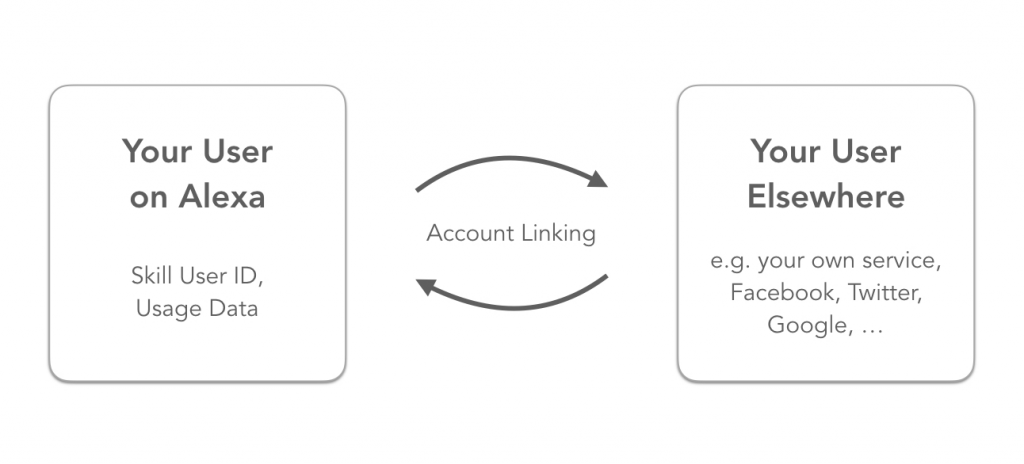 Your User
on Alexa
Skill User ID,
Usage Data
Account Linking
Your User
Elsewhere
e.g. your own service,
Facebook, Twitter,
Google, …